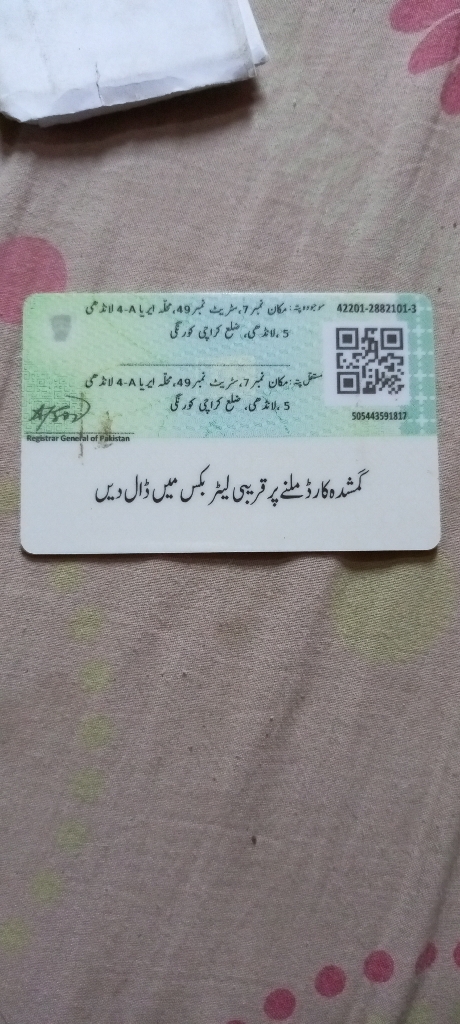 42201-2882101-3
موجودہ پتہ: مکان نمبر 7، سٹریٹ نمبر 49، محلہ ایریا 4-A لانڈھی
5، لانڈھی، ضلع کراچی کورنگی
مستقل پتہ: مکان نمبر 7، سٹریٹ نمبر 49، محلہ ایریا 4-A لانڈھی
5، لانڈھی، ضلع کراچی کورنگی
505443591817
Registrar General of Pakistan
گمشدہ کارڈ ملنے پر قریبی لیٹر بکس میں ڈال دیں